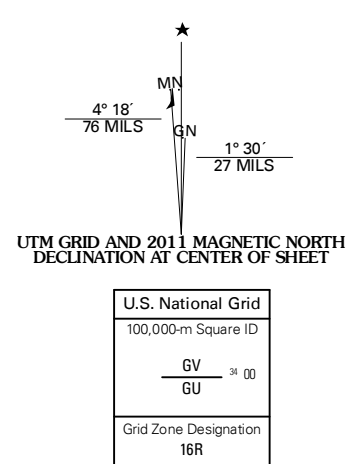 MN
4° 18´
76 MILS
GN
1° 30´
27 MILS
UTM GRID AND 2011 MAGNETIC NORTH
DECLINATION AT CENTER OF SHEET
U.S. National Grid
100,000-m Square ID
GV
34 00
GU
Grid Zone Designation
16R